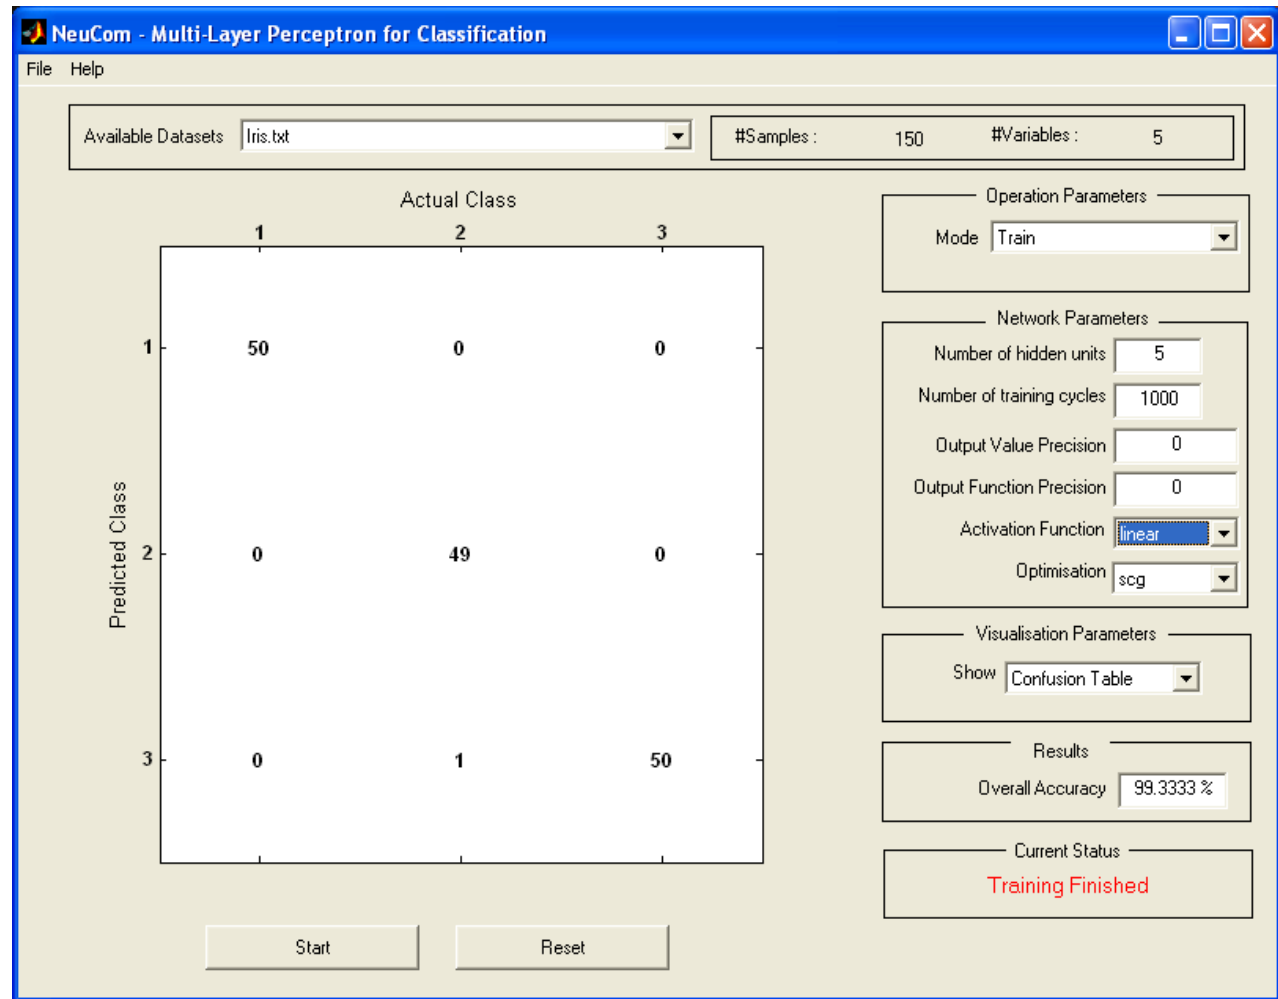 NeuCom - Multi-Layer Perceptron for Classification
File Help
Available Datasets Iris.txt #Samples : 150 #Variables : 5
Actual Class
1 2 3
Predicted Class
1 50 0 0
2 0 49 0
3 0 1 50
Start Reset
Operation Parameters
Mode Train
Network Parameters
Number of hidden units 5
Number of training cycles 1000
Output Value Precision 0
Output Function Precision 0
Activation Function linear
Optimisation scg
Visualisation Parameters
Show Confusion Table
Results
Overall Accuracy 99.3333 %
Current Status
Training Finished